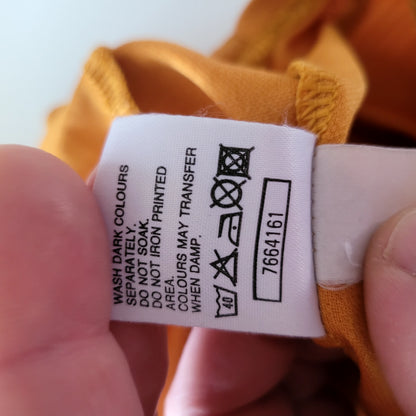 WASH DARK COLOURS
SEPARATELY.
DO NOT SOAK.
DO NOT IRON PRINTED
AREA.
COLOURS MAY TRANSFER
WHEN DAMP.
40
7664161